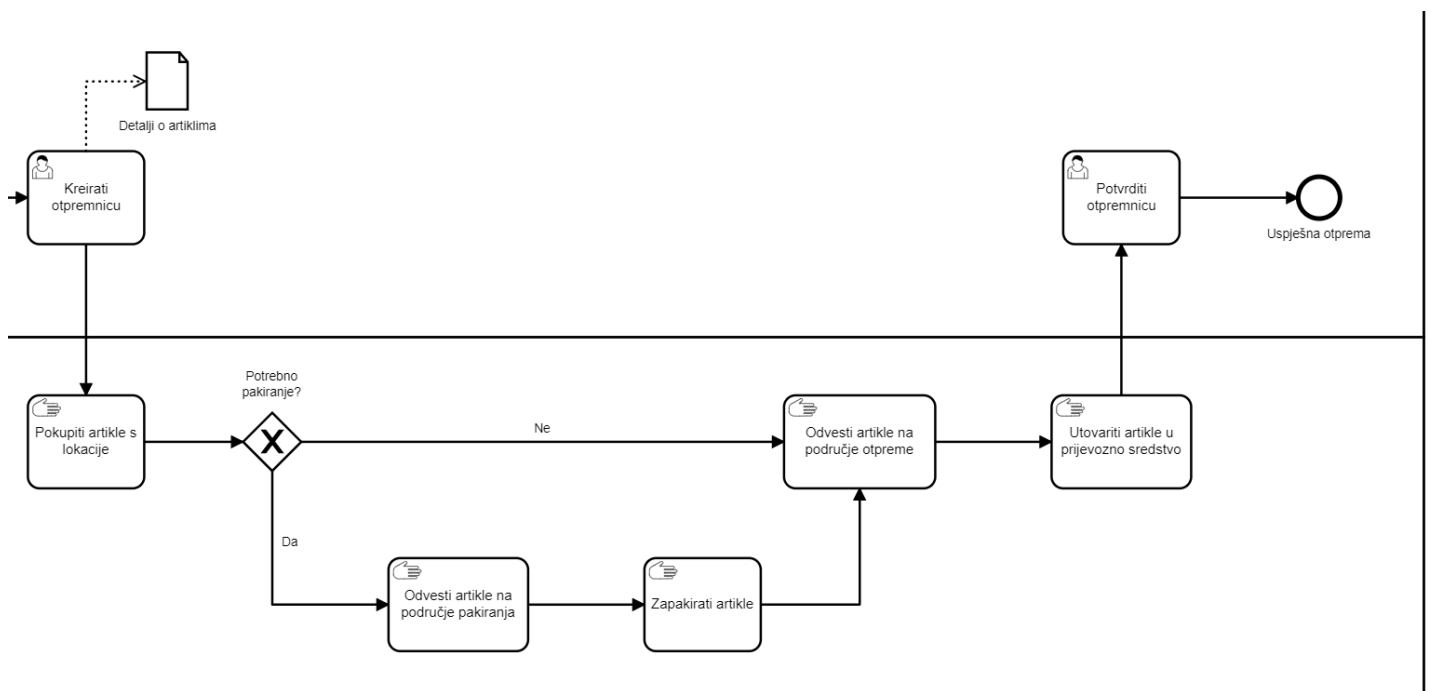 Detalji o artiklima
Kreirati
otpremnicu
Potvrditi
otpremnicu
Uspješna otprema
Pokupiti artikle s
lokacije
Potrebno
pakiranje?
Ne
Da
Odvesti artikle na
područje pakiranja
Zapakirati artikle
Odvesti artikle na
područje otpreme
Utovariti artikle u
prijevozno sredstvo